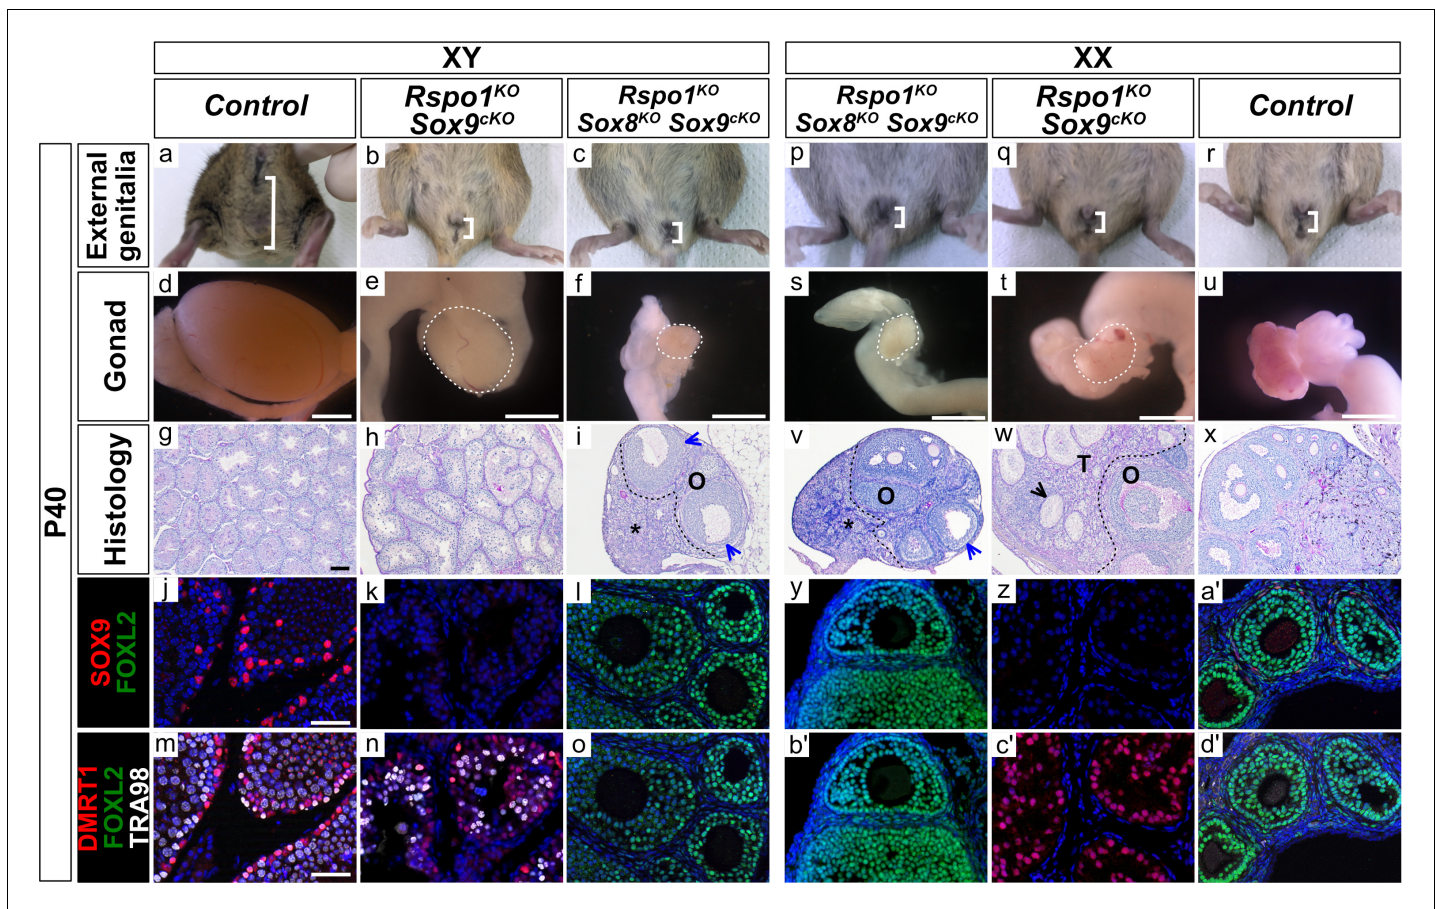 XY
XX
Control
Rspo1KO
Sox9cKO
Rspo1KO
Sox8KO Sox9cKO
Rspo1KO
Sox8KO Sox9cKO
Rspo1KO
Sox9cKO
Control
P40
External
genitalia
a
b
c
p
q
r
Gonad
d
e
f
s
t
u
Histology
g
h
i
O
*
v
O
*
w
T
O
x
SOX9
FOXL2
j
k
l
y
z
a'
DMRT1
FOXL2
TRA98
m
n
o
b'
c'
d'